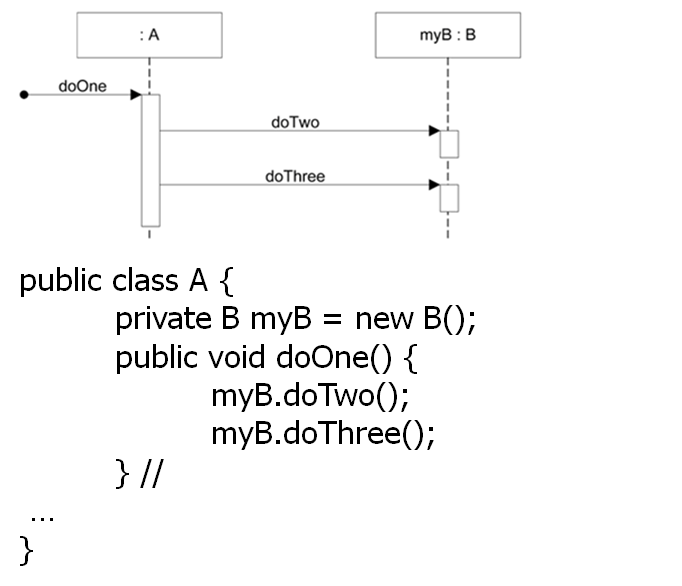 : A
myB : B
doOne
doTwo
doThree
public class A {
private B myB = new B();
public void doOne() {
myB.doTwo();
myB.doThree();
} //
...
}